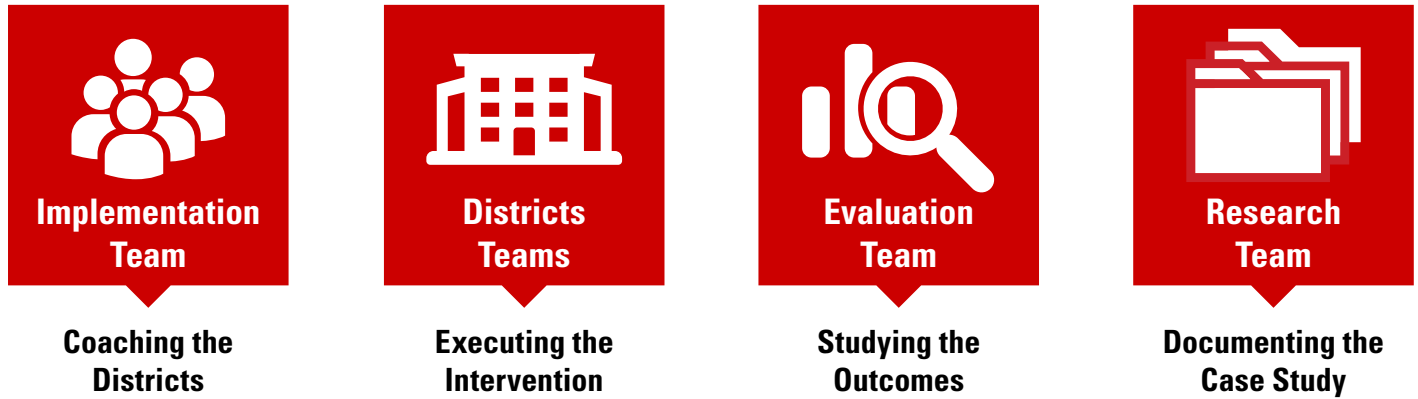 Implementation
Team
Coaching the
Districts
Districts
Teams
Executing the
Intervention
Evaluation
Team
Studying the
Outcomes
Research
Team
Documenting the
Case Study